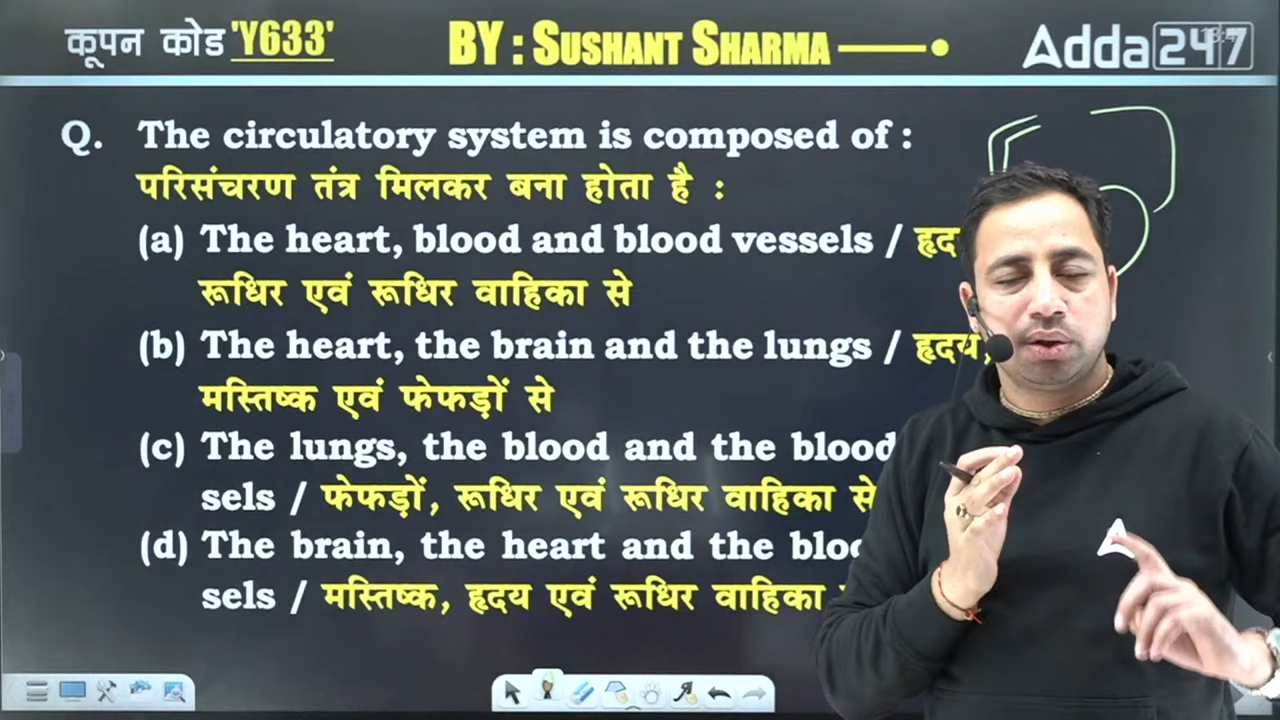 कूपन कोड 'Y633' BY : SUSHANT SHARMA Adda247
Q. The circulatory system is composed of :
परिसंचरण तंत्र मिलकर बना होता है :
(a) The heart, blood and blood vessels /
रूधिर एवं रूधिर वाहिका से
(b) The heart, the brain and the lungs / हृदय,
मस्तिष्क एवं फेफड़ों से
(c) The lungs, the blood and the blood
sels / फेफड़ों, रूधिर एवं रूधिर वाहिका से
(d) The brain, the heart and the
sels / मस्तिष्क, हृदय एवं रूधिर वाहिका